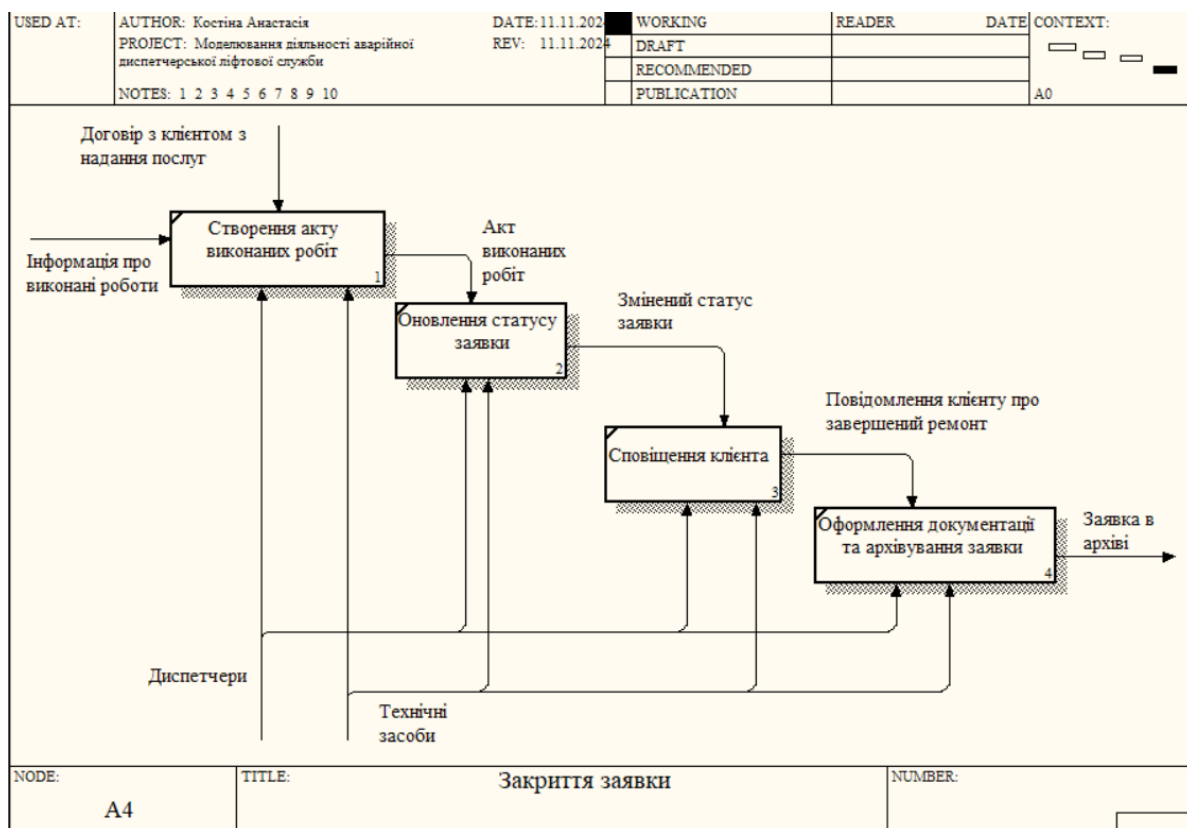 USED AT:
AUTHOR: Костіна Анастасія
DATE: 11.11.2024
PROJECT: Моделювання діяльності аварійної
диспетчерської ліфтової служби
REV: 11.11.2024
NOTES: 1 2 3 4 5 6 7 8 9 10
WORKING
DRAFT
RECOMMENDED
PUBLICATION
READER
DATE
CONTEXT:
A0
Договір з клієнтом з
надання послуг
Створення акту
виконаних робіт
1
Інформація про
виконані роботи
Акт
виконаних
робіт
Оновлення статусу
заявки
2
Змінений статус
заявки
Сповіщення клієнта
3
Повідомлення клієнту про
завершений ремонт
Оформлення документації
та архівування заявки
4
Заявка в
архіві
Диспетчери
Технічні
засоби
NODE:
A4
TITLE:
Закриття заявки
NUMBER: